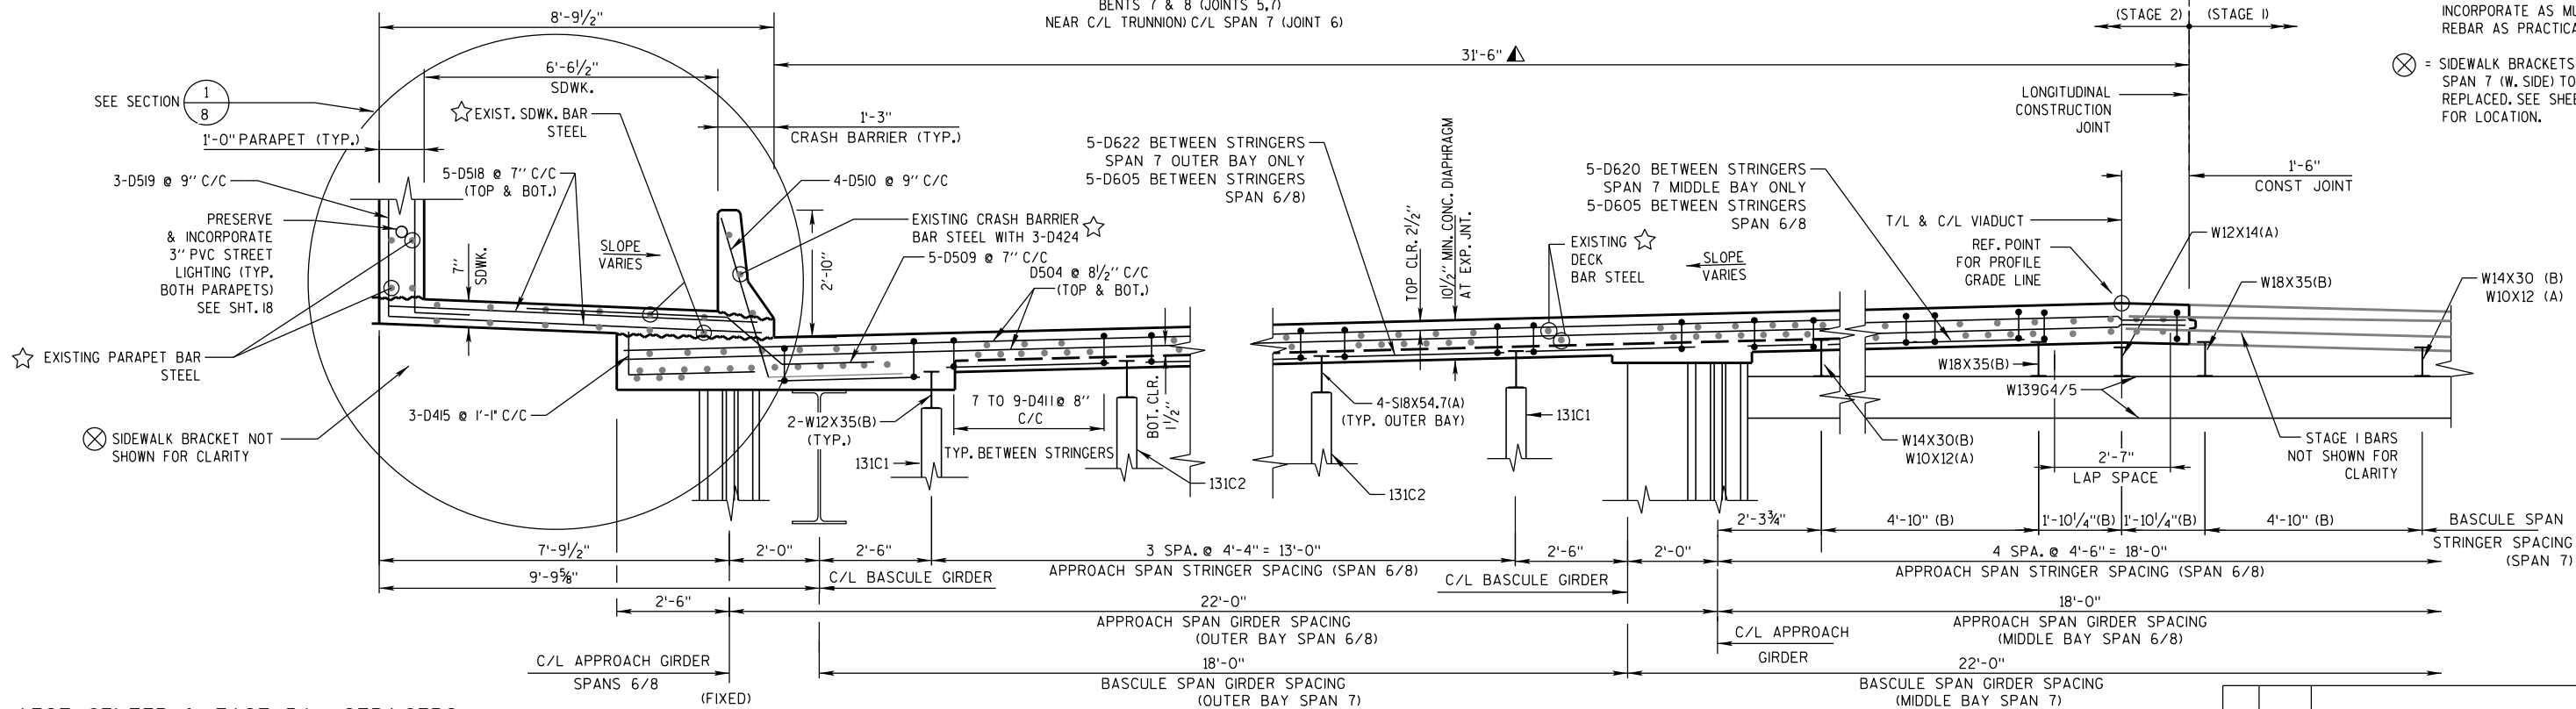 BENTS 7 & 8 (JOINTS 5,7)
NEAR C/L TRUNNION) C/L SPAN 7 (JOINT 6)
8'-9½"
31'-6"
(STAGE 2)
(STAGE I)
INCORPORATE AS
REBAR AS
= SIDEWALK BRACKETS
SPAN 7 (W. SIDE) TO
REPLACED. SEE
FOR LOCATION.
SEE SECTION
1
8
6'-6½"
SDWK.
EXIST. SDWK. BAR
STEEL
1'-0" PARAPET (TYP.)
1'-3"
CRASH BARRIER (TYP.)
LONGITUDINAL
CONSTRUCTION
JOINT
3-D519 @ 9" C/C
5-D518 @ 7" C/C
(TOP & BOT.)
4-D510 @ 9" C/C
5-D622 BETWEEN STRINGERS
SPAN 7 OUTER BAY ONLY
5-D605 BETWEEN STRINGERS
SPAN 6/8)
TOP CLR. 2½"
10½" MIN. CONC. DIAPHRAGM
AT EXP. JNT.
5-D620 BETWEEN STRINGERS
SPAN 7 MIDDLE BAY ONLY
5-D605 BETWEEN STRINGERS
SPAN 6/8
1'-6"
CONST JOINT
PRESERVE
& INCORPORATE
3" PVC STREET
LIGHTING (TYP.
BOTH PARAPETS)
SEE SHT. 18
7"
SDWK.
SLOPE
VARIES
EXISTING CRASH BARRIER
BAR STEEL WITH 3-D424
5-D509 @ 7" C/C
D504 @ 8½" C/C
(TOP & BOT.)
2'-10"
EXISTING
DECK
BAR STEEL
SLOPE
VARIES
T/L & C/L VIADUCT
REF. POINT
FOR PROFILE
GRADE LINE
W12X14(A)
W18X35(B)
W14X30 (B)
W10X12 (A)
EXISTING PARAPET BAR
STEEL
3-D415 @ 1'-1" C/C
SIDEWALK BRACKET NOT
SHOWN FOR CLARITY
2-W12X35(B)
(TYP.)
7 TO 9-D411@ 8"
C/C
TYP. BETWEEN STRINGERS
BOT. CLR.
1½"
131C1
131C2
4-S18X54.7(A)
(TYP. OUTER BAY)
131C2
131C1
W18X35(B)
W139G4/5
W14X30(B)
W10X12(A)
2'-7"
LAP SPACE
STAGE I BARS
NOT SHOWN FOR
CLARITY
2'-3¾"
4'-10" (B)
1'-10¼"(B)
1'-10¼"(B)
4'-10" (B)
BASCULE SPAN
STRINGER SPACING
(SPAN 7)
7'-9½"
2'-0"
2'-6"
3 SPA. @ 4'-4" = 13'-0"
APPROACH SPAN STRINGER SPACING (SPAN 6/8)
2'-6"
2'-0"
4 SPA. @ 4'-6" = 18'-0"
APPROACH SPAN STRINGER SPACING (SPAN 6/8)
9'-9⅝"
C/L BASCULE GIRDER
C/L BASCULE GIRDER
2'-6"
22'-0"
APPROACH SPAN GIRDER SPACING
(OUTER BAY SPAN 6/8)
18'-0"
APPROACH SPAN GIRDER SPACING
(MIDDLE BAY SPAN 6/8)
C/L APPROACH
GIRDER
C/L APPROACH GIRDER
SPANS 6/8
(FIXED)
18'-0"
BASCULE SPAN GIRDER SPACING
(OUTER BAY SPAN 7)
22'-0"
BASCULE SPAN GIRDER SPACING
(MIDDLE BAY SPAN 7)